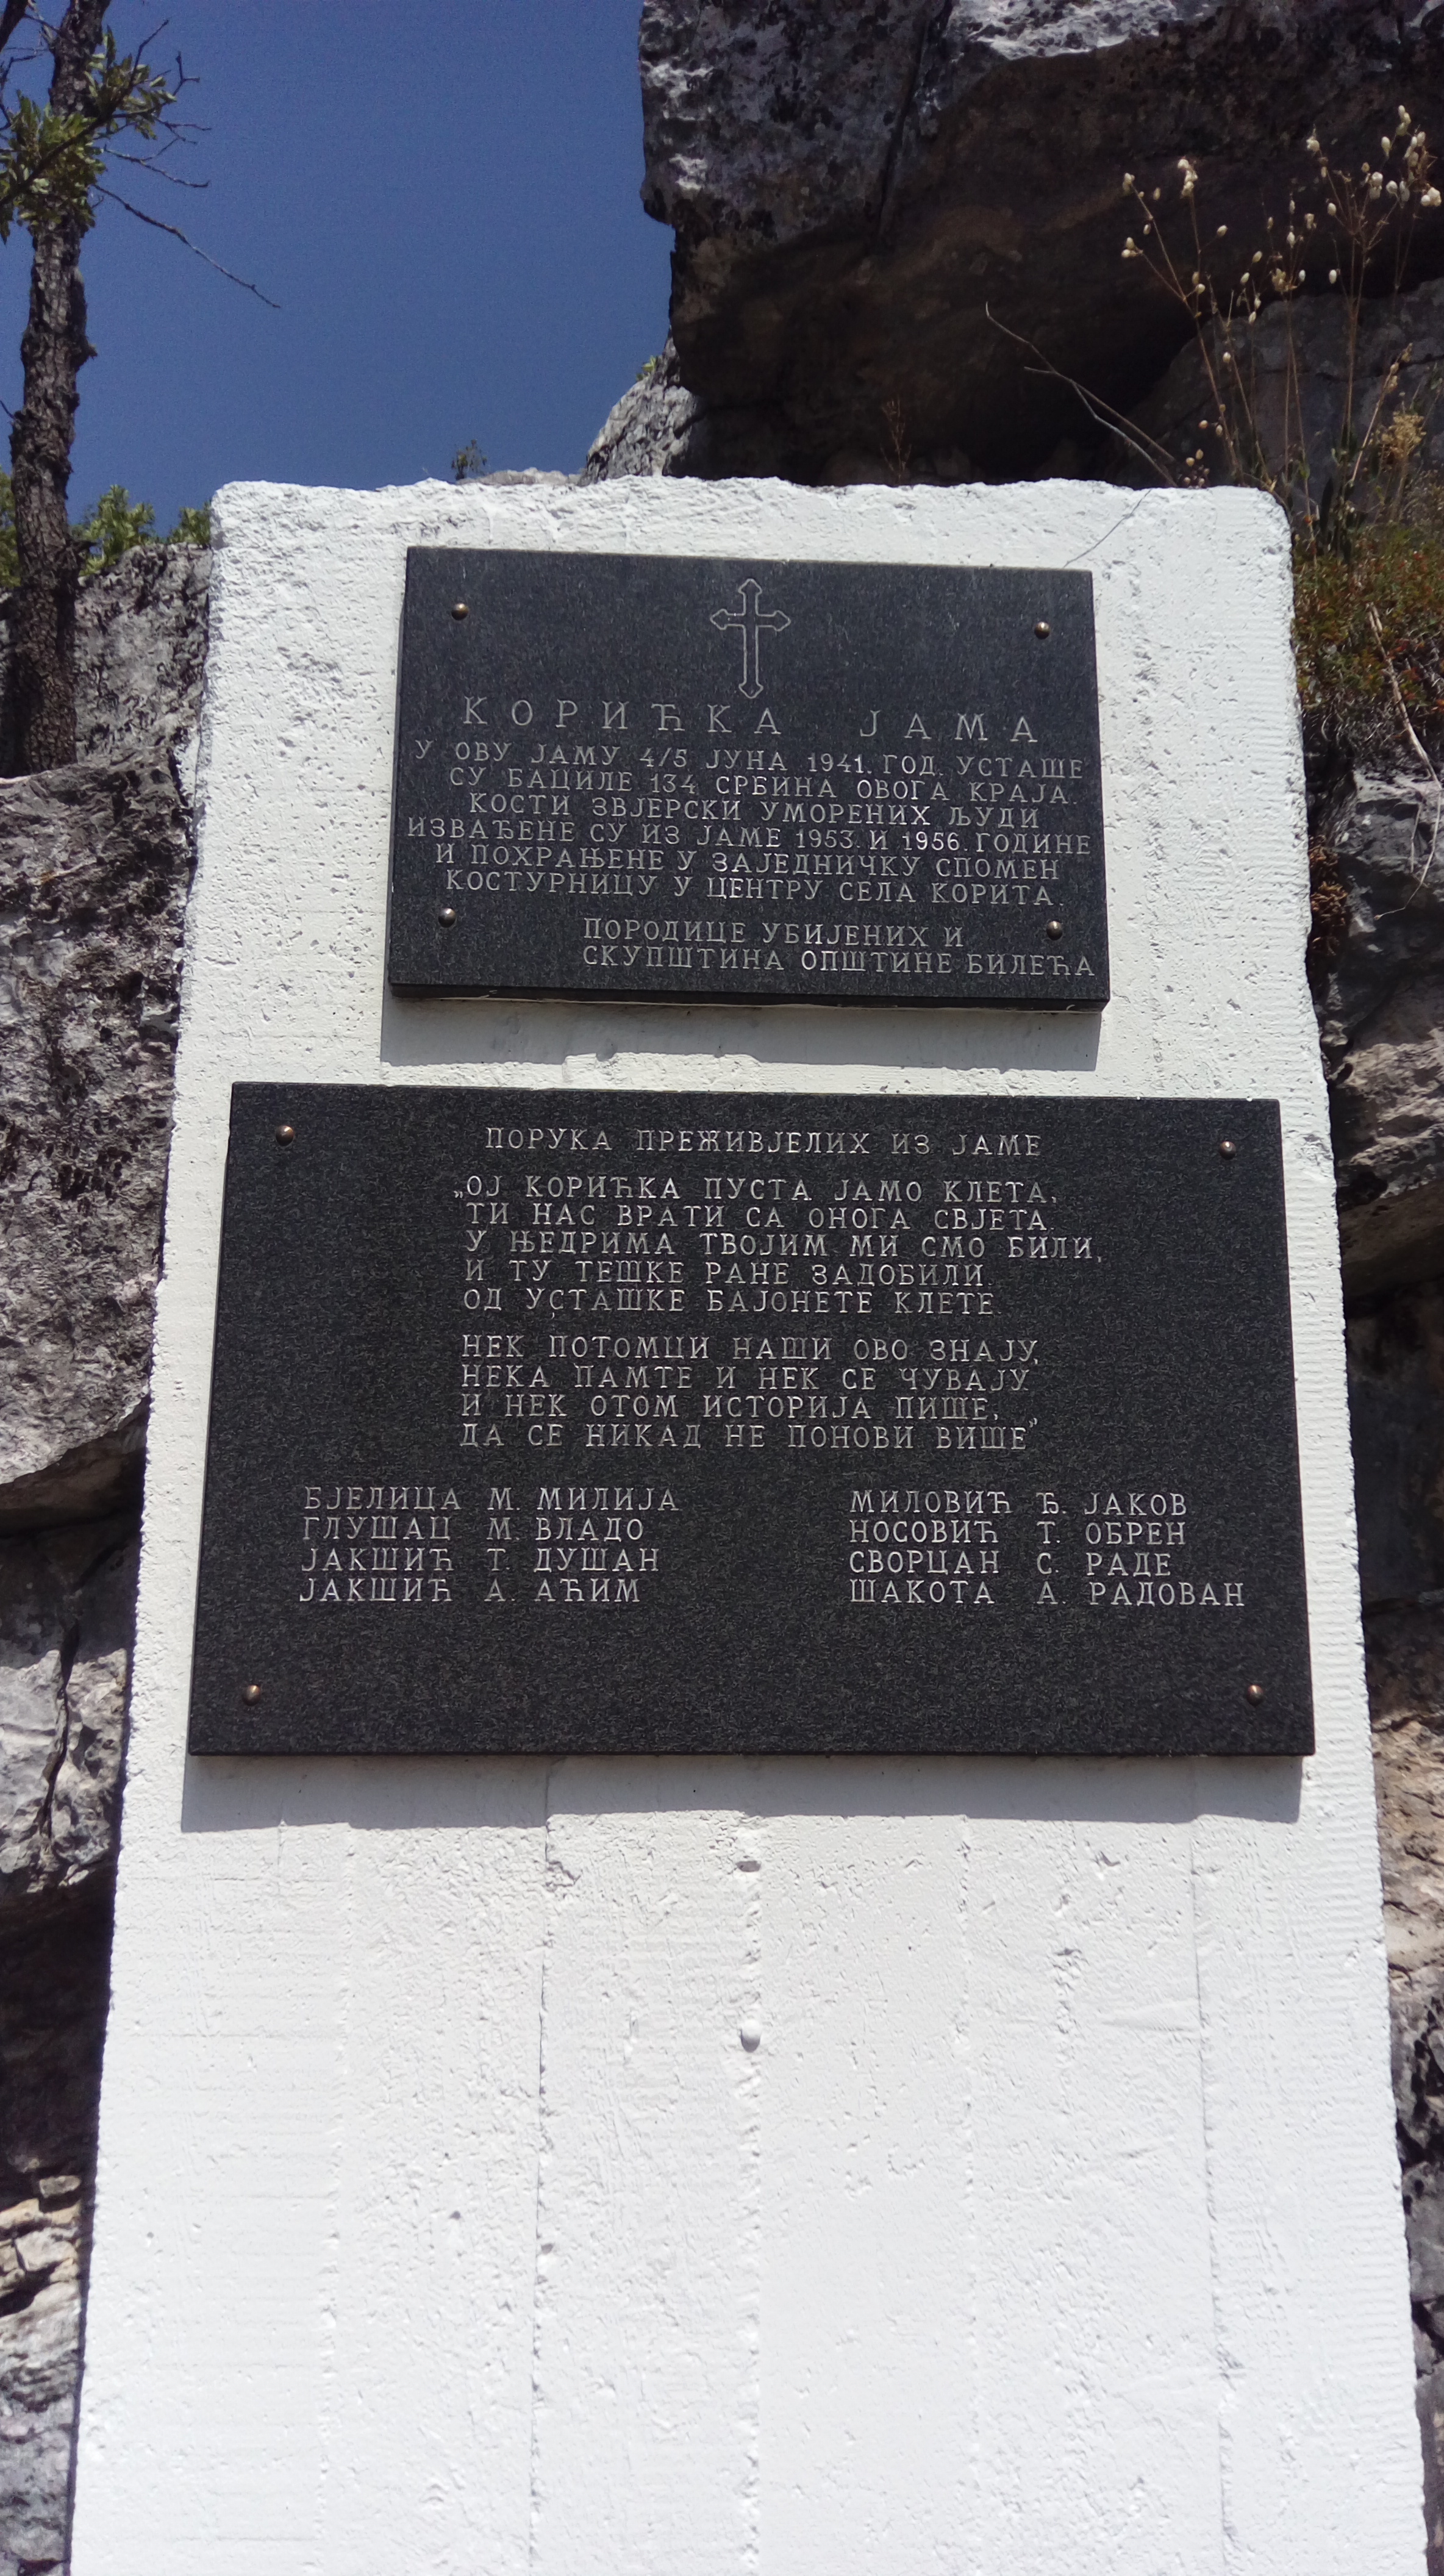 КОРИЋКА ЈАМА
У ОВУ ЈАМУ 4/5 ЈУНА 1941. ГОД. УСТАШЕ
СУ БАЦИЛЕ 134 СРБИНА ОВОГА КРАЈА.
КОСТИ ЗВЈЕРСКИ УМОРЕНИХ ЉУДИ
ИЗВАЂЕНЕ СУ ИЗ ЈАМЕ 1953. И 1956. ГОДИНЕ
И ПОХРАЊЕНЕ У ЗАЈЕДНИЧКУ СПОМЕН
КОСТУРНИЦУ У ЦЕНТРУ СЕЛА КОРИТА.
ПОРОДИЦЕ УБИЈЕНИХ И
СКУПШТИНА ОПШТИНЕ БИЛЕЋА
ПОРУКА ПРЕЖИВЈЕЛИХ ИЗ ЈАМЕ
„ОЈ КОРИЋКА ПУСТА ЈАМО КЛЕТА,
ТИ НАС ВРАТИ СА ОНОГА СВЈЕТА.
У ЊЕДРИМА ТВОЈИМ МИ СМО БИЛИ,
И ТУ ТЕШКЕ РАНЕ ЗАДОБИЛИ.
ОД УСТАШКЕ БАЈОНЕТЕ КЛЕТЕ.
НЕК ПОТОМЦИ НАШИ ОВО ЗНАЈУ,
НЕКА ПАМТЕ И НЕК СЕ ЧУВАЈУ.
И НЕК ОТОМ ИСТОРИЈА ПИШЕ,
ДА СЕ НИКАД НЕ ПОНОВИ ВИШЕ”
БЈЕЛИЦА М. МИЛИЈА
ГЛУШАЦ М. ВЛАДО
ЈАКШИЋ Т. ДУШАН
ЈАКШИЋ А. АЋИМ
МИЛОВИЋ Ђ. ЈАКОВ
НОСОВИЋ Т. ОБРЕН
СВОРЦАН С. РАДЕ
ШАКОТА А. РАДОВАН